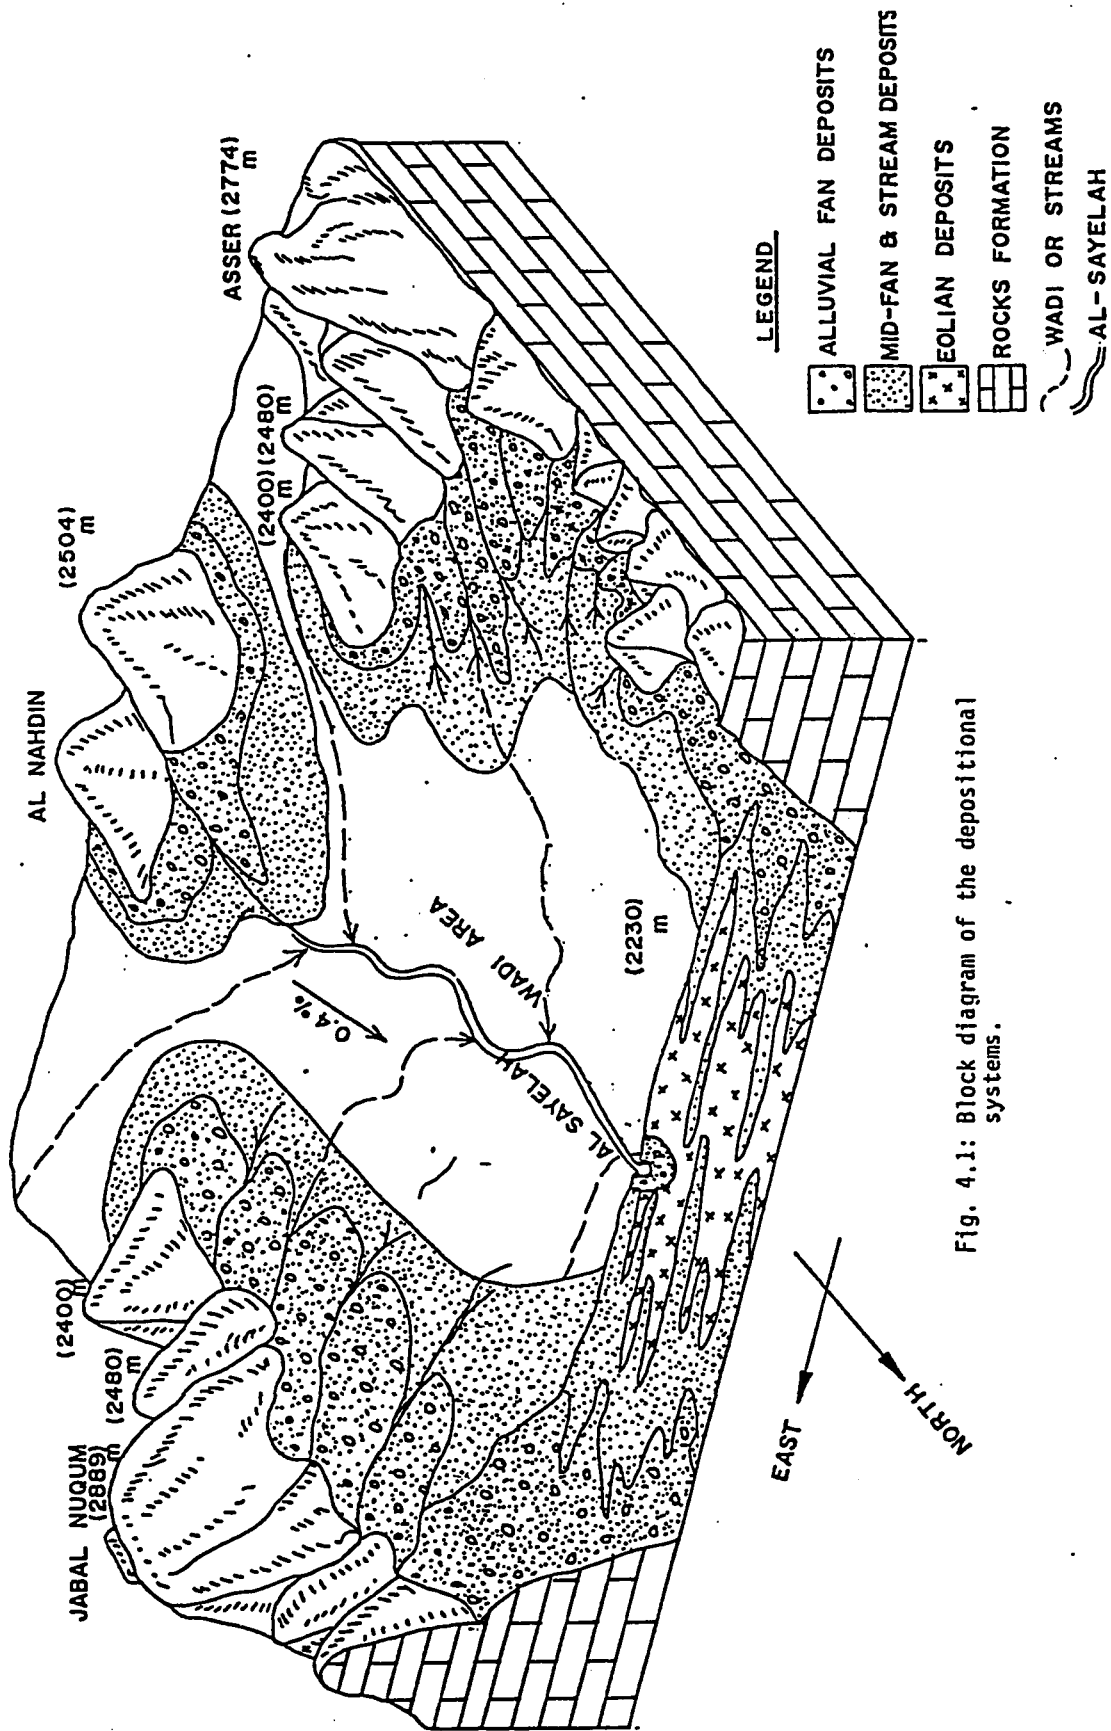 JABAL NUQUM
(2889)
m
(2480)
m
(2400)
m
AL NAHDIN
(2504)
m
(2400)
m
(2480)
m
ASSER (2774)
m
0.4 %
AL SAYELAH
WADI AREA
(2230)
m
EAST
NORTH
LEGEND
ALLUVIAL FAN DEPOSITS
MID-FAN & STREAM DEPOSITS
EOLIAN DEPOSITS
ROCKS FORMATION
WADI OR STREAMS
AL-SAYELAH
Fig. 4.1: Block diagram of the depositional
systems.